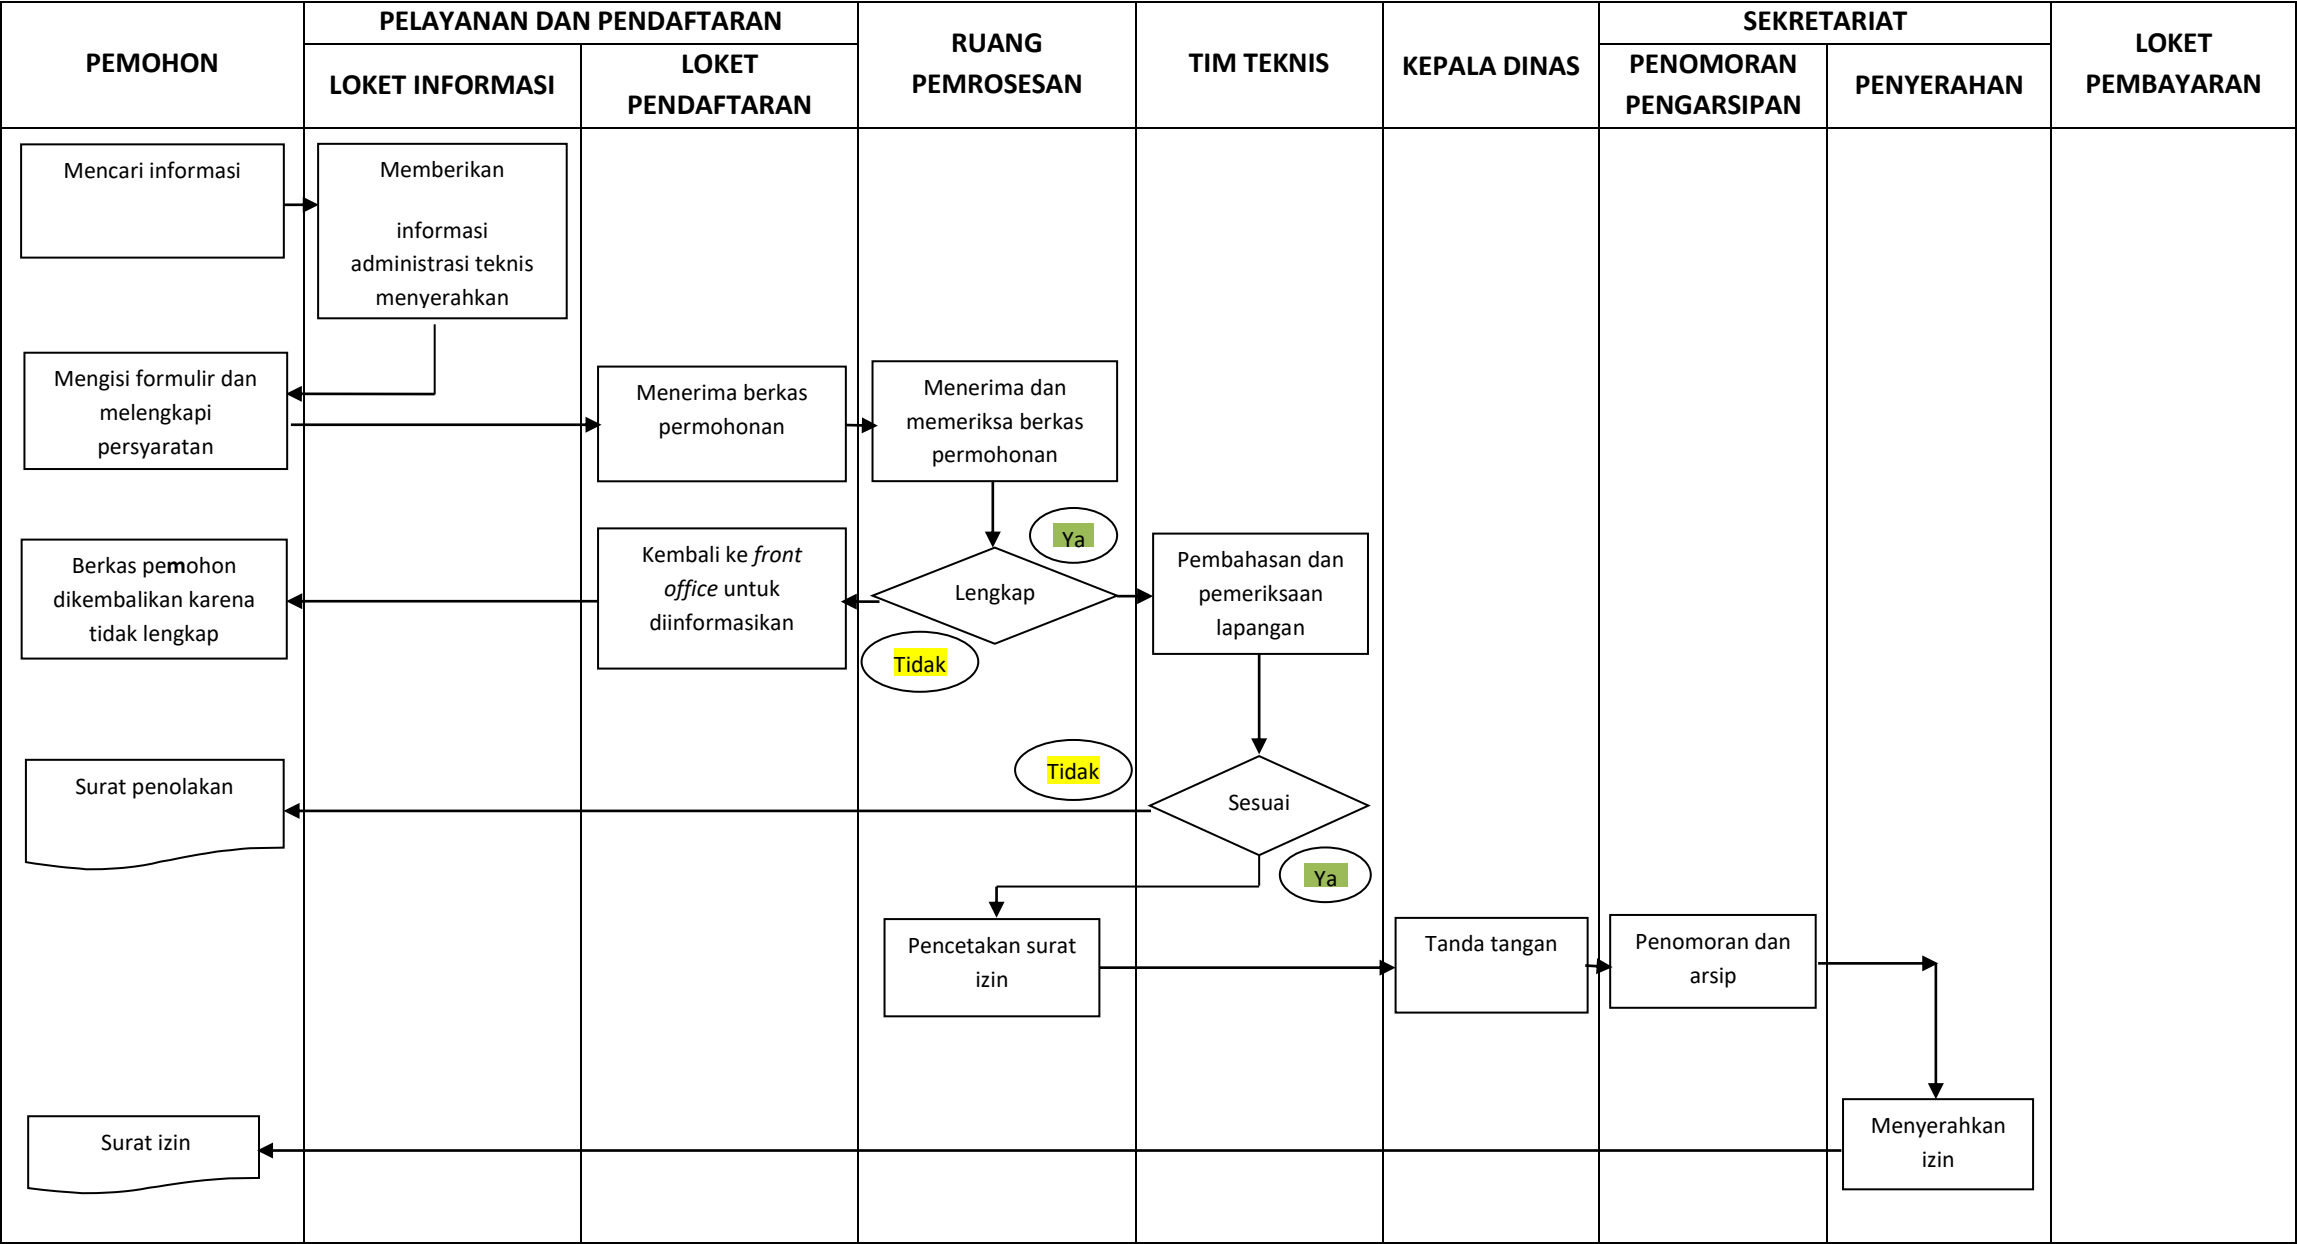 PEMOHON
PELAYANAN DAN PENDAFTARAN
LOKET INFORMASI
LOKET
PENDAFTARAN
RUANG
PEMROSESAN
TIM TEKNIS
KEPALA DINAS
SEKRETARIAT
PENOMORAN
PENGARSIPAN
PENYERAHAN
LOKET
PEMBAYARAN
Mencari informasi
Memberikan
informasi
administrasi teknis
menyerahkan
Mengisi formulir dan
melengkapi
persyaratan
Menerima berkas
permohonan
Menerima dan
memeriksa berkas
permohonan
Berkas pemohon
dikembalikan karena
tidak lengkap
Kembali ke front
office untuk
diinformasikan
Lengkap
Ya
Tidak
Pembahasan dan
pemeriksaan
lapangan
Surat penolakan
Tidak
Sesuai
Ya
Pencetakan surat
izin
Tanda tangan
Penomoran dan
arsip
Surat izin
Menyerahkan
izin